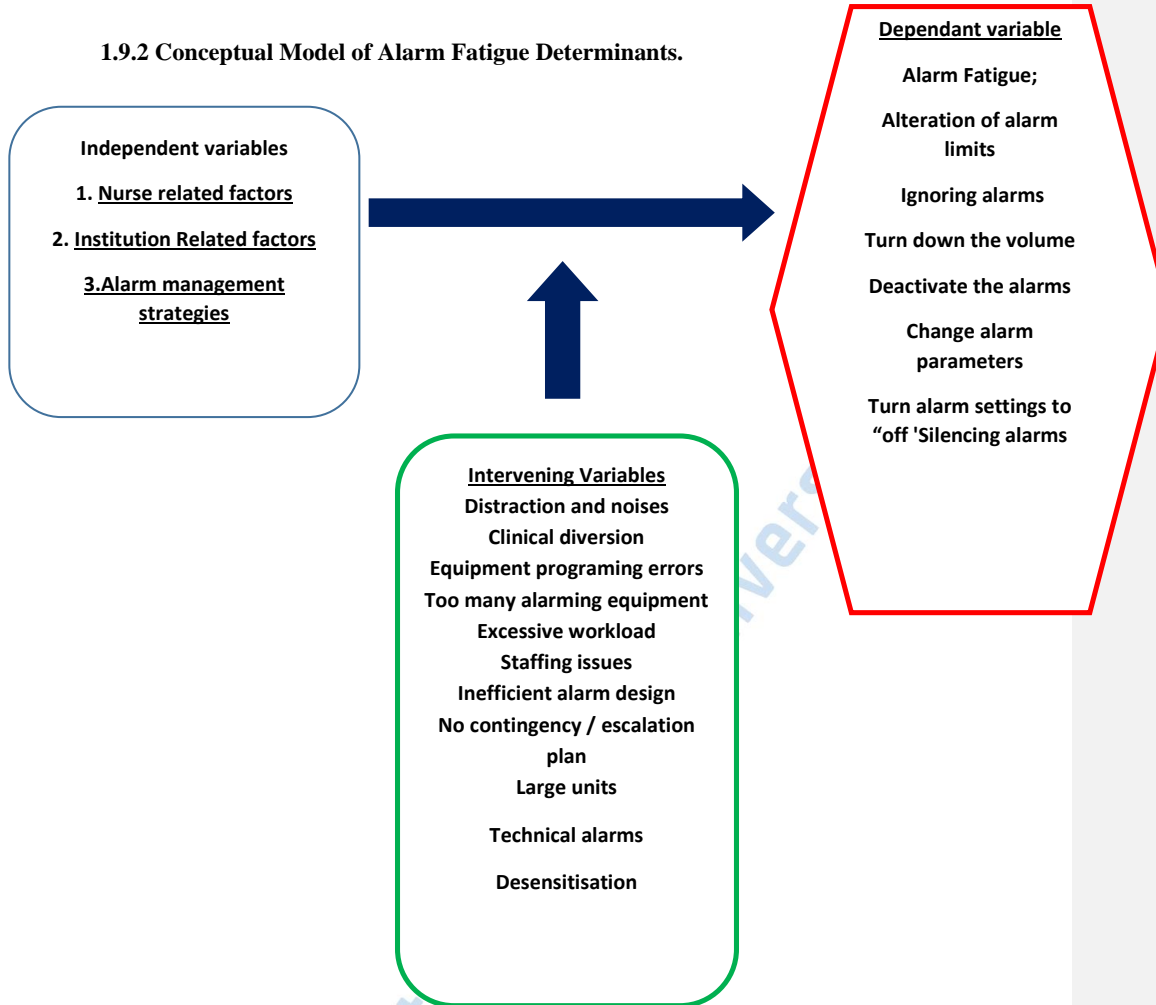 1.9.2 Conceptual Model of Alarm Fatigue Determinants.
Independent variables
1. Nurse related factors
2. Institution Related factors
3.Alarm management
strategies
Dependant variable
Alarm Fatigue;
Alteration of alarm
limits
Ignoring alarms
Turn down the volume
Deactivate the alarms
Change alarm
parameters
Turn alarm settings to
“off 'Silencing alarms
Intervening Variables
Distraction and noises
Clinical diversion
Equipment programing errors
Too many alarming equipment
Excessive workload
Staffing issues
Inefficient alarm design
No contingency / escalation
plan
Large units
Technical alarms
Desensitisation